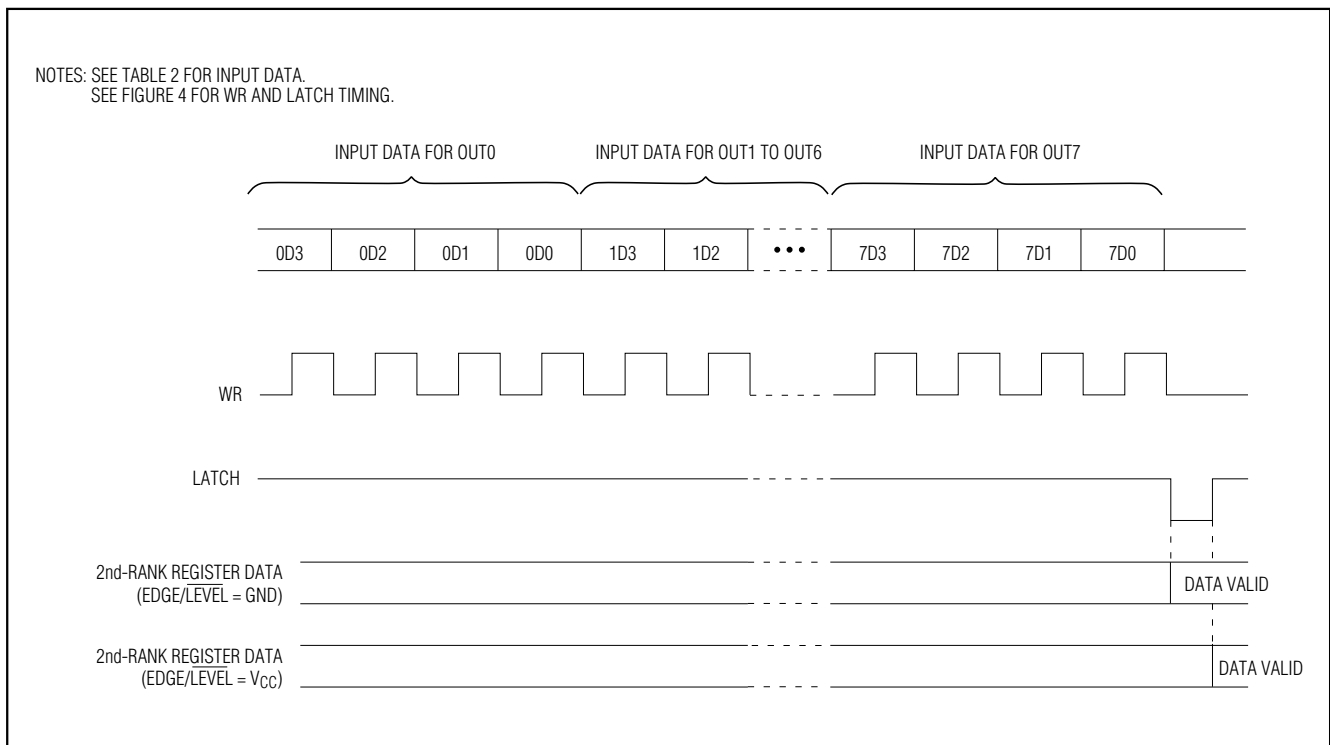 NOTES: SEE TABLE 2 FOR INPUT DATA.
SEE FIGURE 4 FOR WR AND LATCH TIMING.
INPUT DATA FOR OUT0 INPUT DATA FOR OUT1 TO OUT6 INPUT DATA FOR OUT7
0D3 0D2 0D1 0D0 1D3 1D2 ••• 7D3 7D2 7D1 7D0
WR
LATCH
2nd-RANK REGISTER DATA
(EDGE/L̅E̅V̅E̅L̅ = GND)
DATA VALID
2nd-RANK REGISTER DATA
(EDGE/L̅E̅V̅E̅L̅ = VCC)
DATA VALID